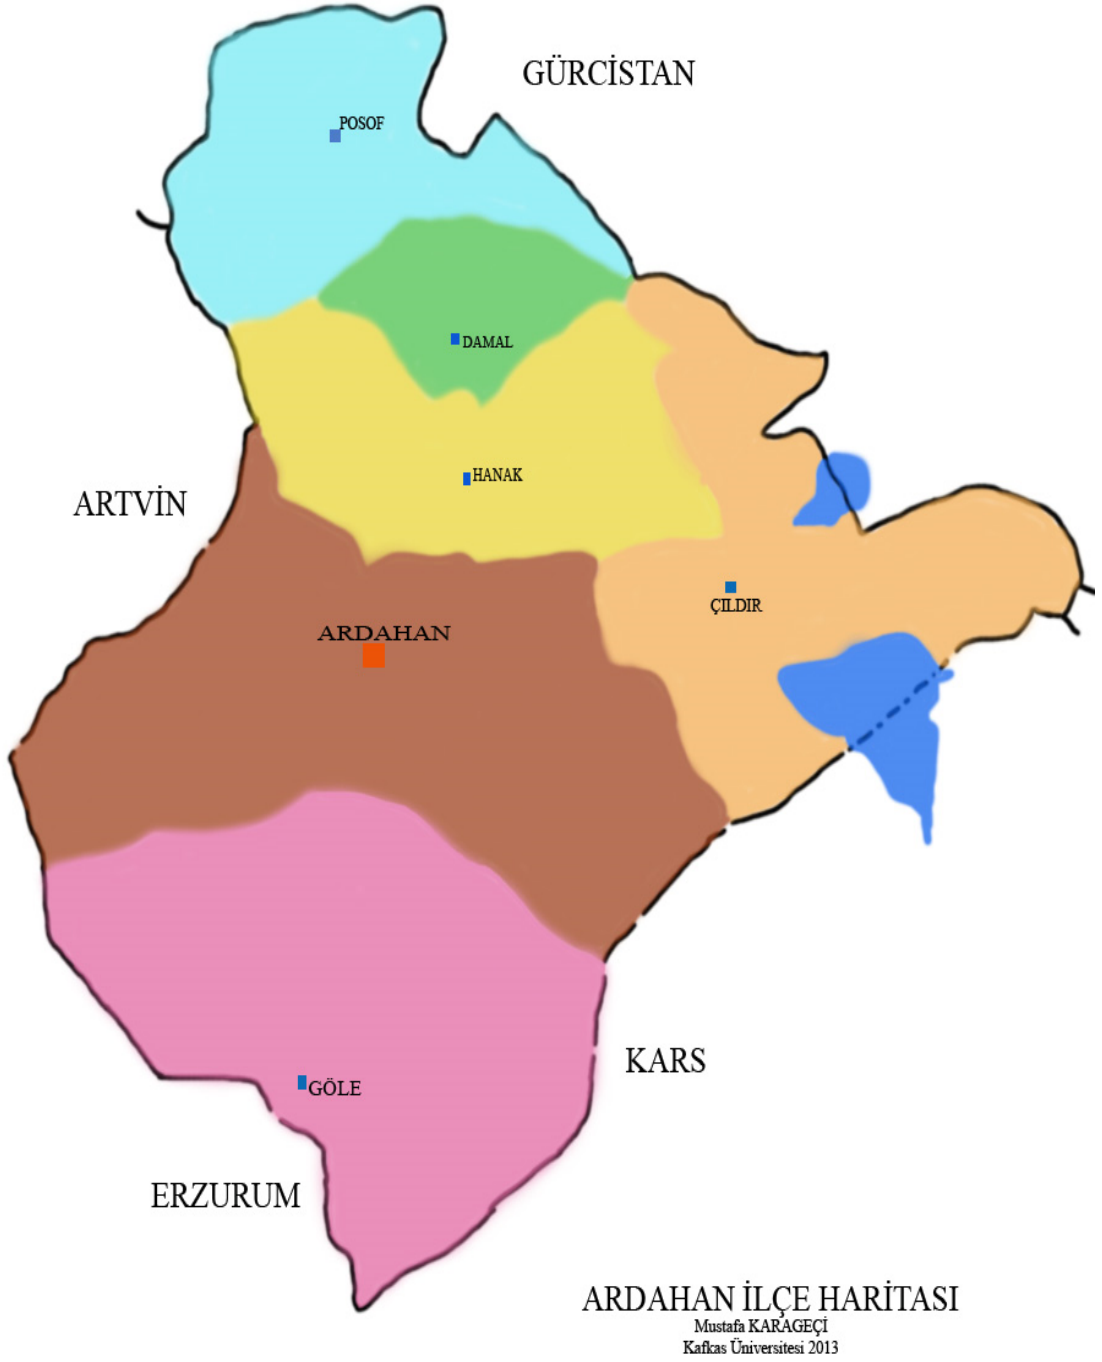 GÜRCİSTAN
POSOF
DAMAL
HANAK
ARTVİN
ÇILDIR
ARDAHAN
KARS
GÖLE
ERZURUM
ARDAHAN İLÇE HARİTASI
Mustafa KARAGEÇİ
Kafkas Üniversitesi 2013